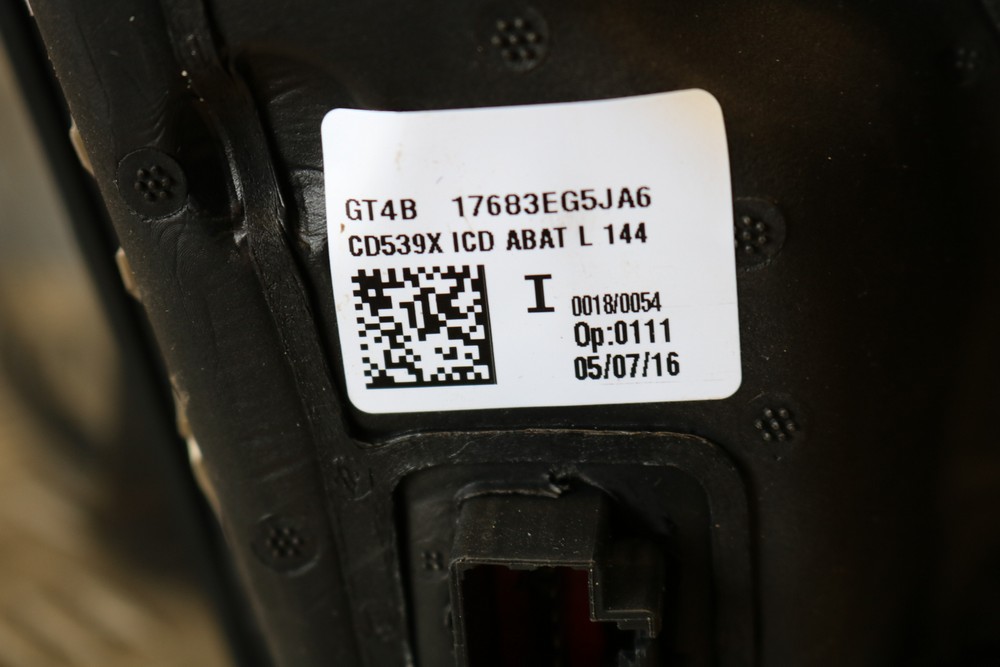 GT4B 17683EG5JA6
CD539X ICD ABAT L 144
I
0018/0054
Op:0111
05/07/16